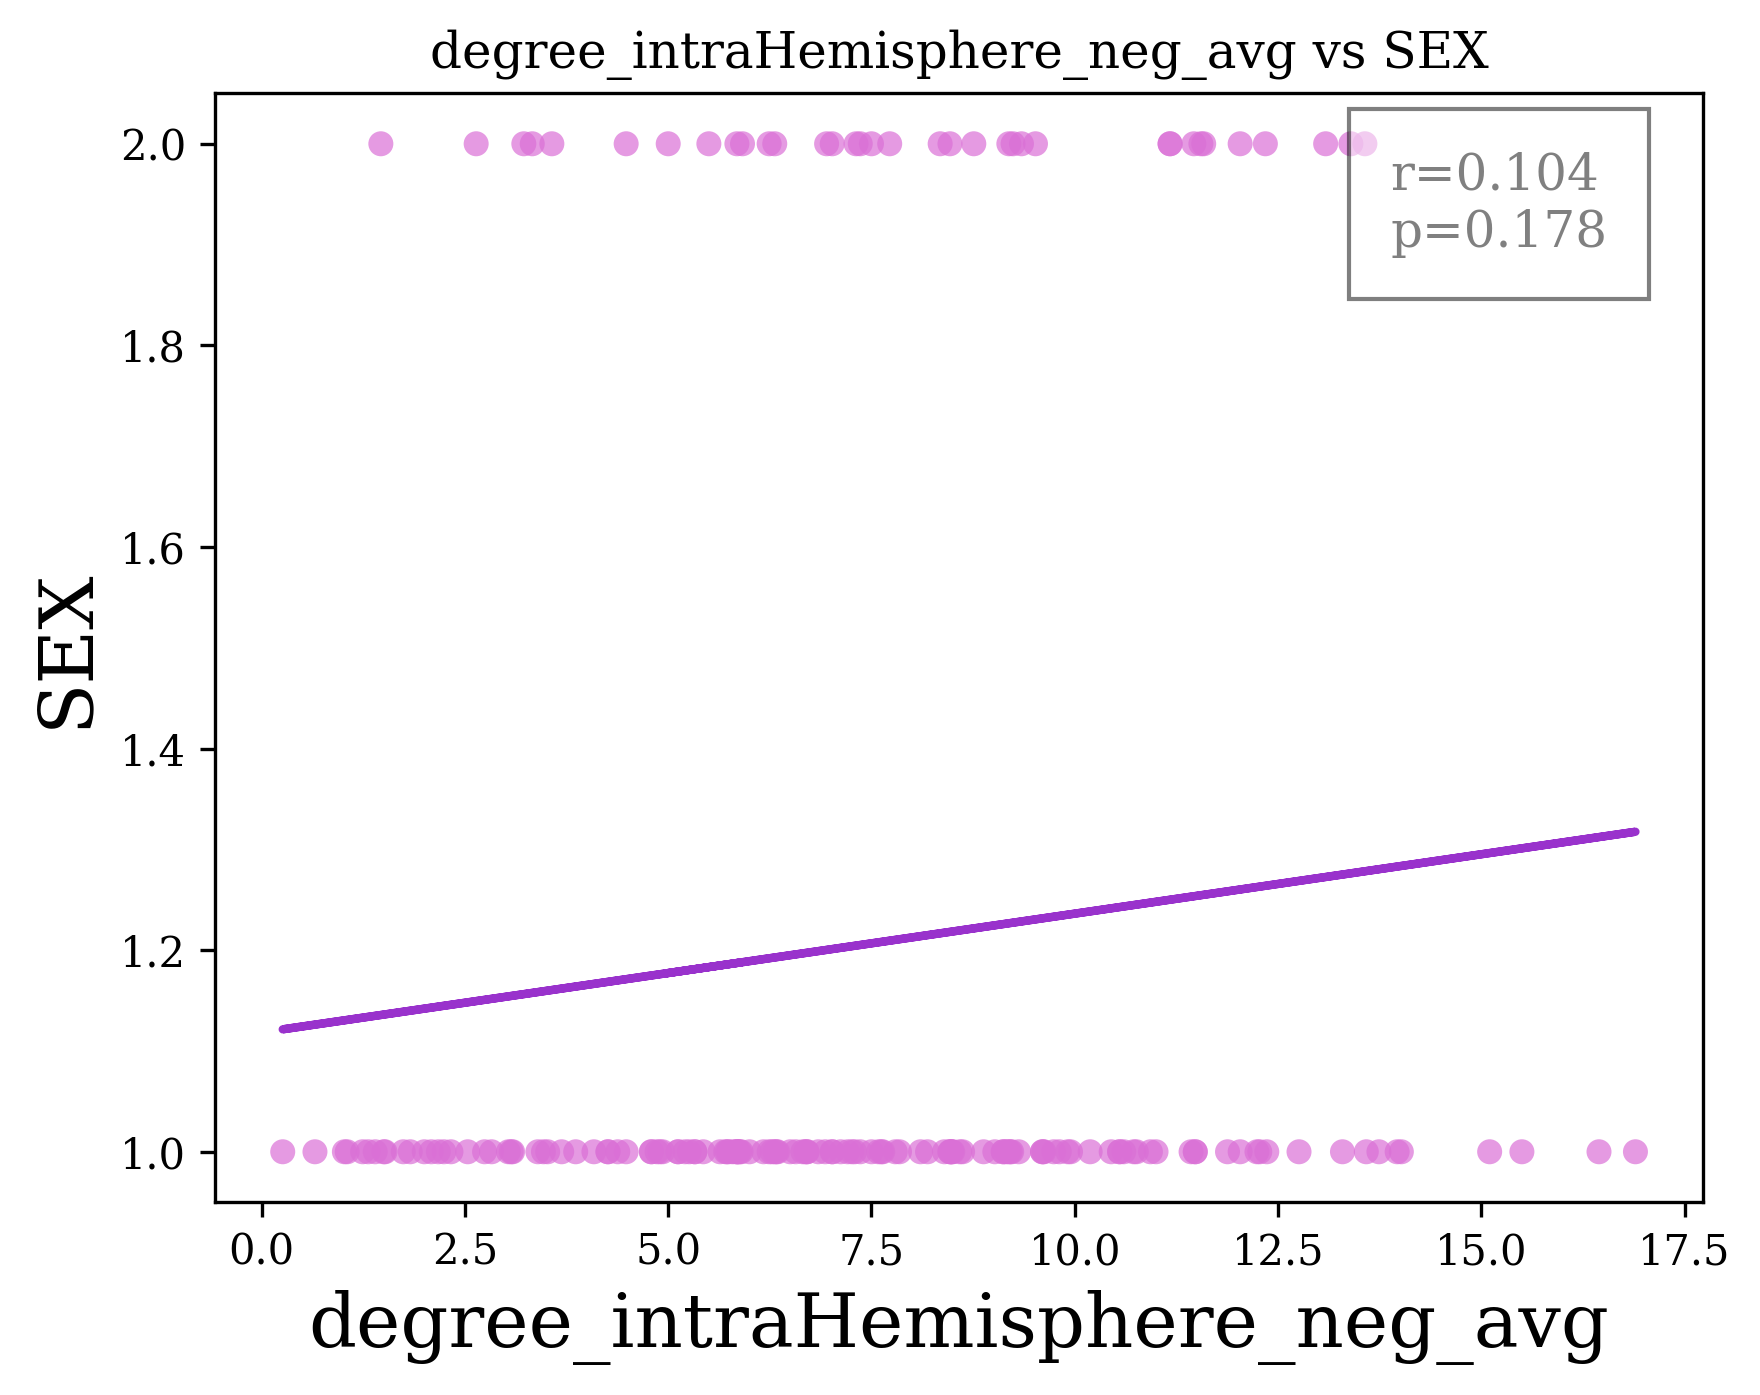 degree_intraHemisphere_neg_avg vs SEX
r=0.104
p=0.178
SEX
2.0
1.8
1.6
1.4
1.2
1.0
0.0 2.5 5.0 7.5 10.0 12.5 15.0 17.5
degree_intraHemisphere_neg_avg